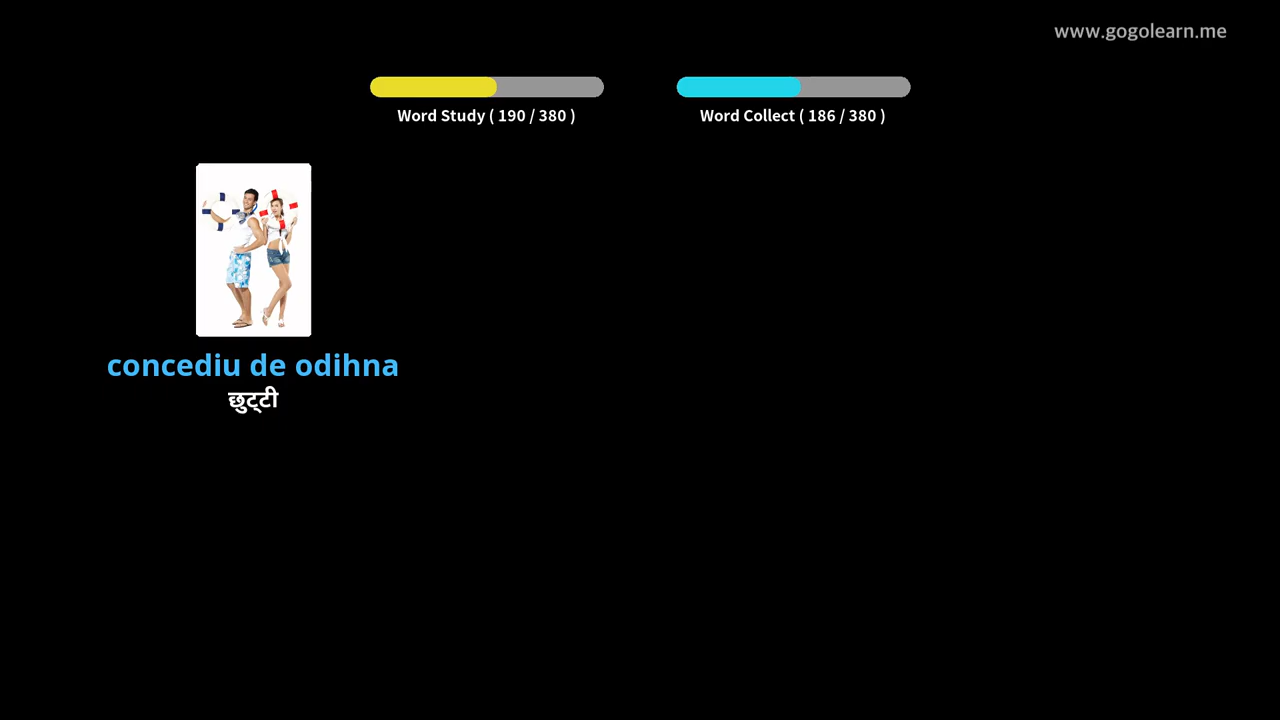 www.gogolearn.me
Word Study ( 190 / 380 )
Word Collect ( 186 / 380 )
concediu de odihna
छुट्टी